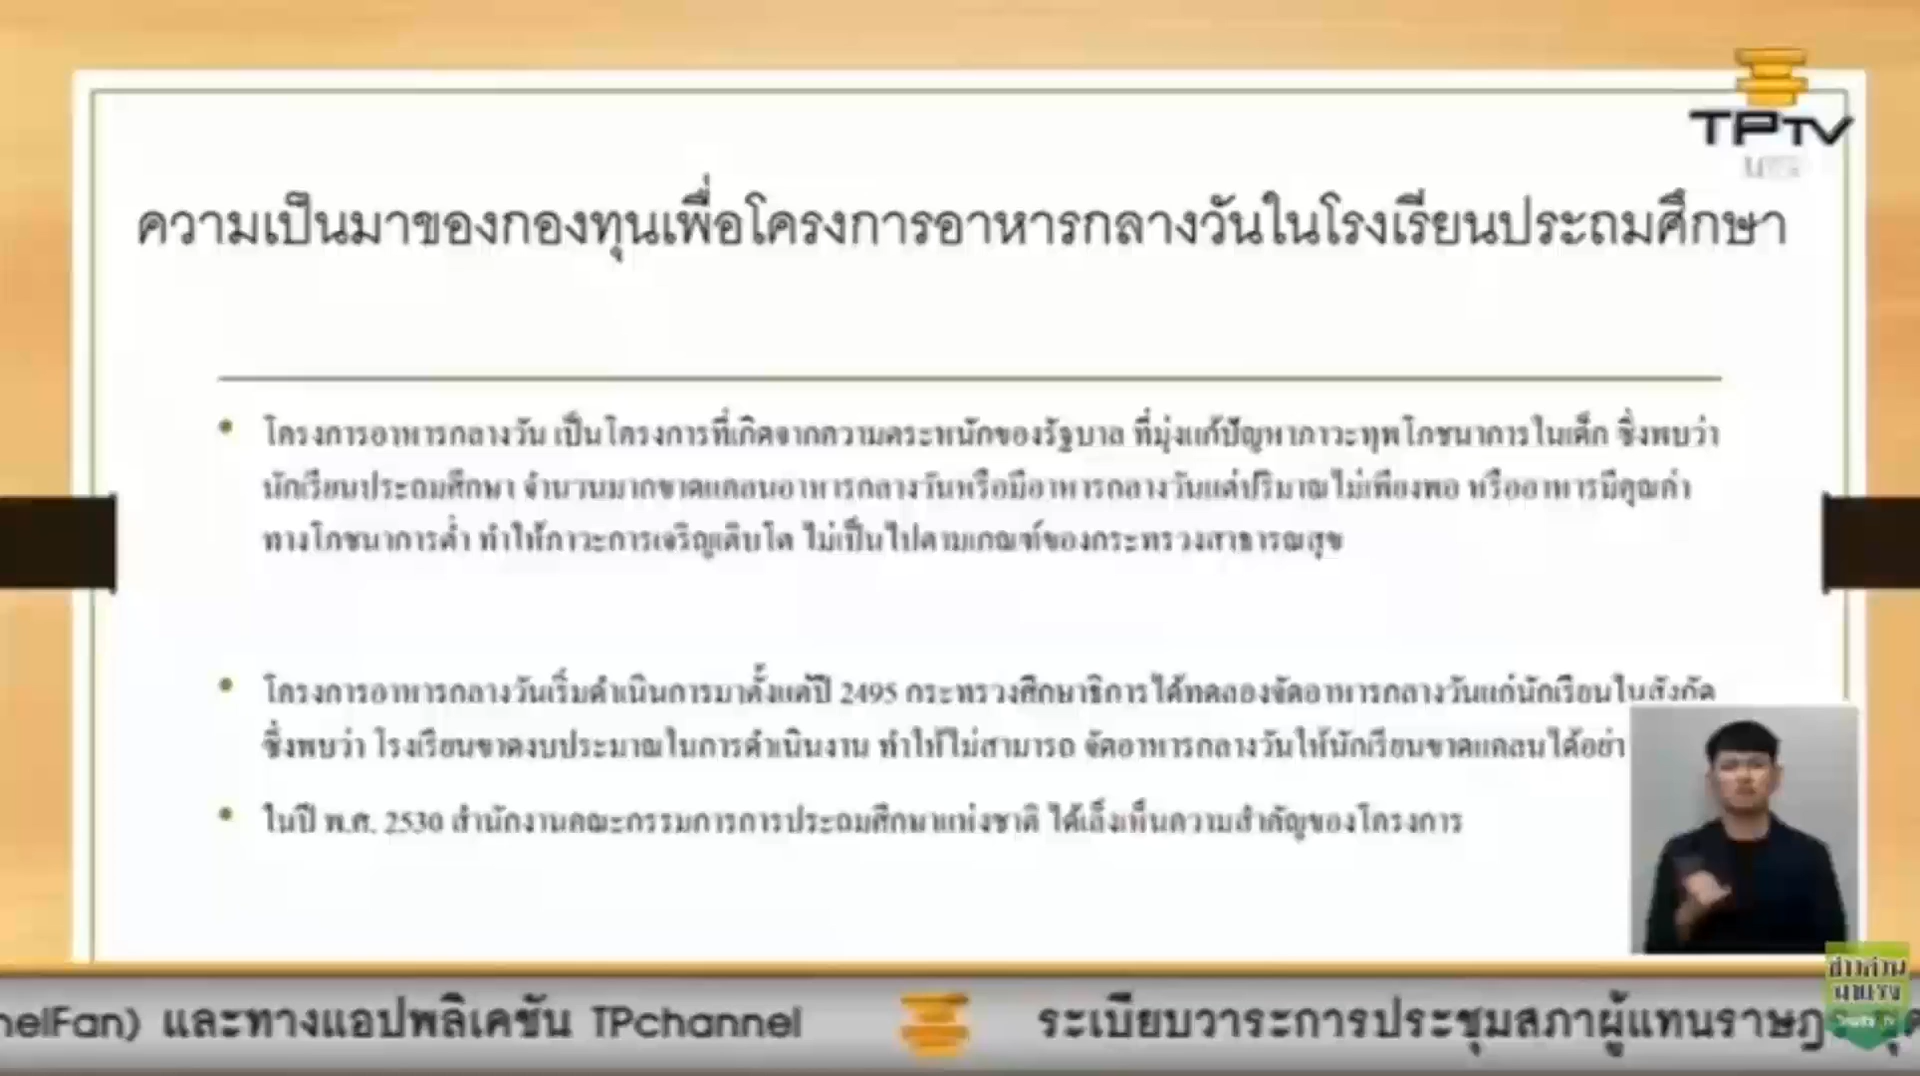 TPTV
ความเป็นมาของกองทุนเพื่อโครงการอาหารกลางวันในโรงเรียนประถมศึกษา
• โครงการอาหารกลางวัน เป็นโครงการที่เกิดจากความตระหนักของรัฐบาล ที่มุ่งแก้ปัญหาภาวะทุพโภชนาการในเด็ก ซึ่งพบว่า
นักเรียนประถมศึกษา จำนวนมากขาดแคลนอาหารกลางวันหรือมีอาหารกลางวันแต่ปริมาณไม่เพียงพอ หรืออาหารมีคุณค่า
ทางโภชนาการต่ำ ทำให้ภาวะการเจริญเติบโต ไม่เป็นไปตามเกณฑ์ของกระทรวงสาธารณสุข
• โครงการอาหารกลางวันเริ่มดำเนินการมาตั้งแต่ปี 2495 กระทรวงศึกษาธิการได้ทดลองจัดอาหารกลางวันแก่นักเรียนในสังกัด
ซึ่งพบว่า โรงเรียนขาดงบประมาณในการดำเนินงาน ทำให้ไม่สามารถ จัดอาหารกลางวันให้นักเรียนขาดแคลนได้อย่า
• ในปี พ.ศ. 2530 สำนักงานคณะกรรมการการประถมศึกษาแห่งชาติ ได้เล็งเห็นความสำคัญของโครงการ
nelFan) และทางแอปพลิเคชัน TPchannel ระเบียบวาระการประชุมสภาผู้แทนราษฎร